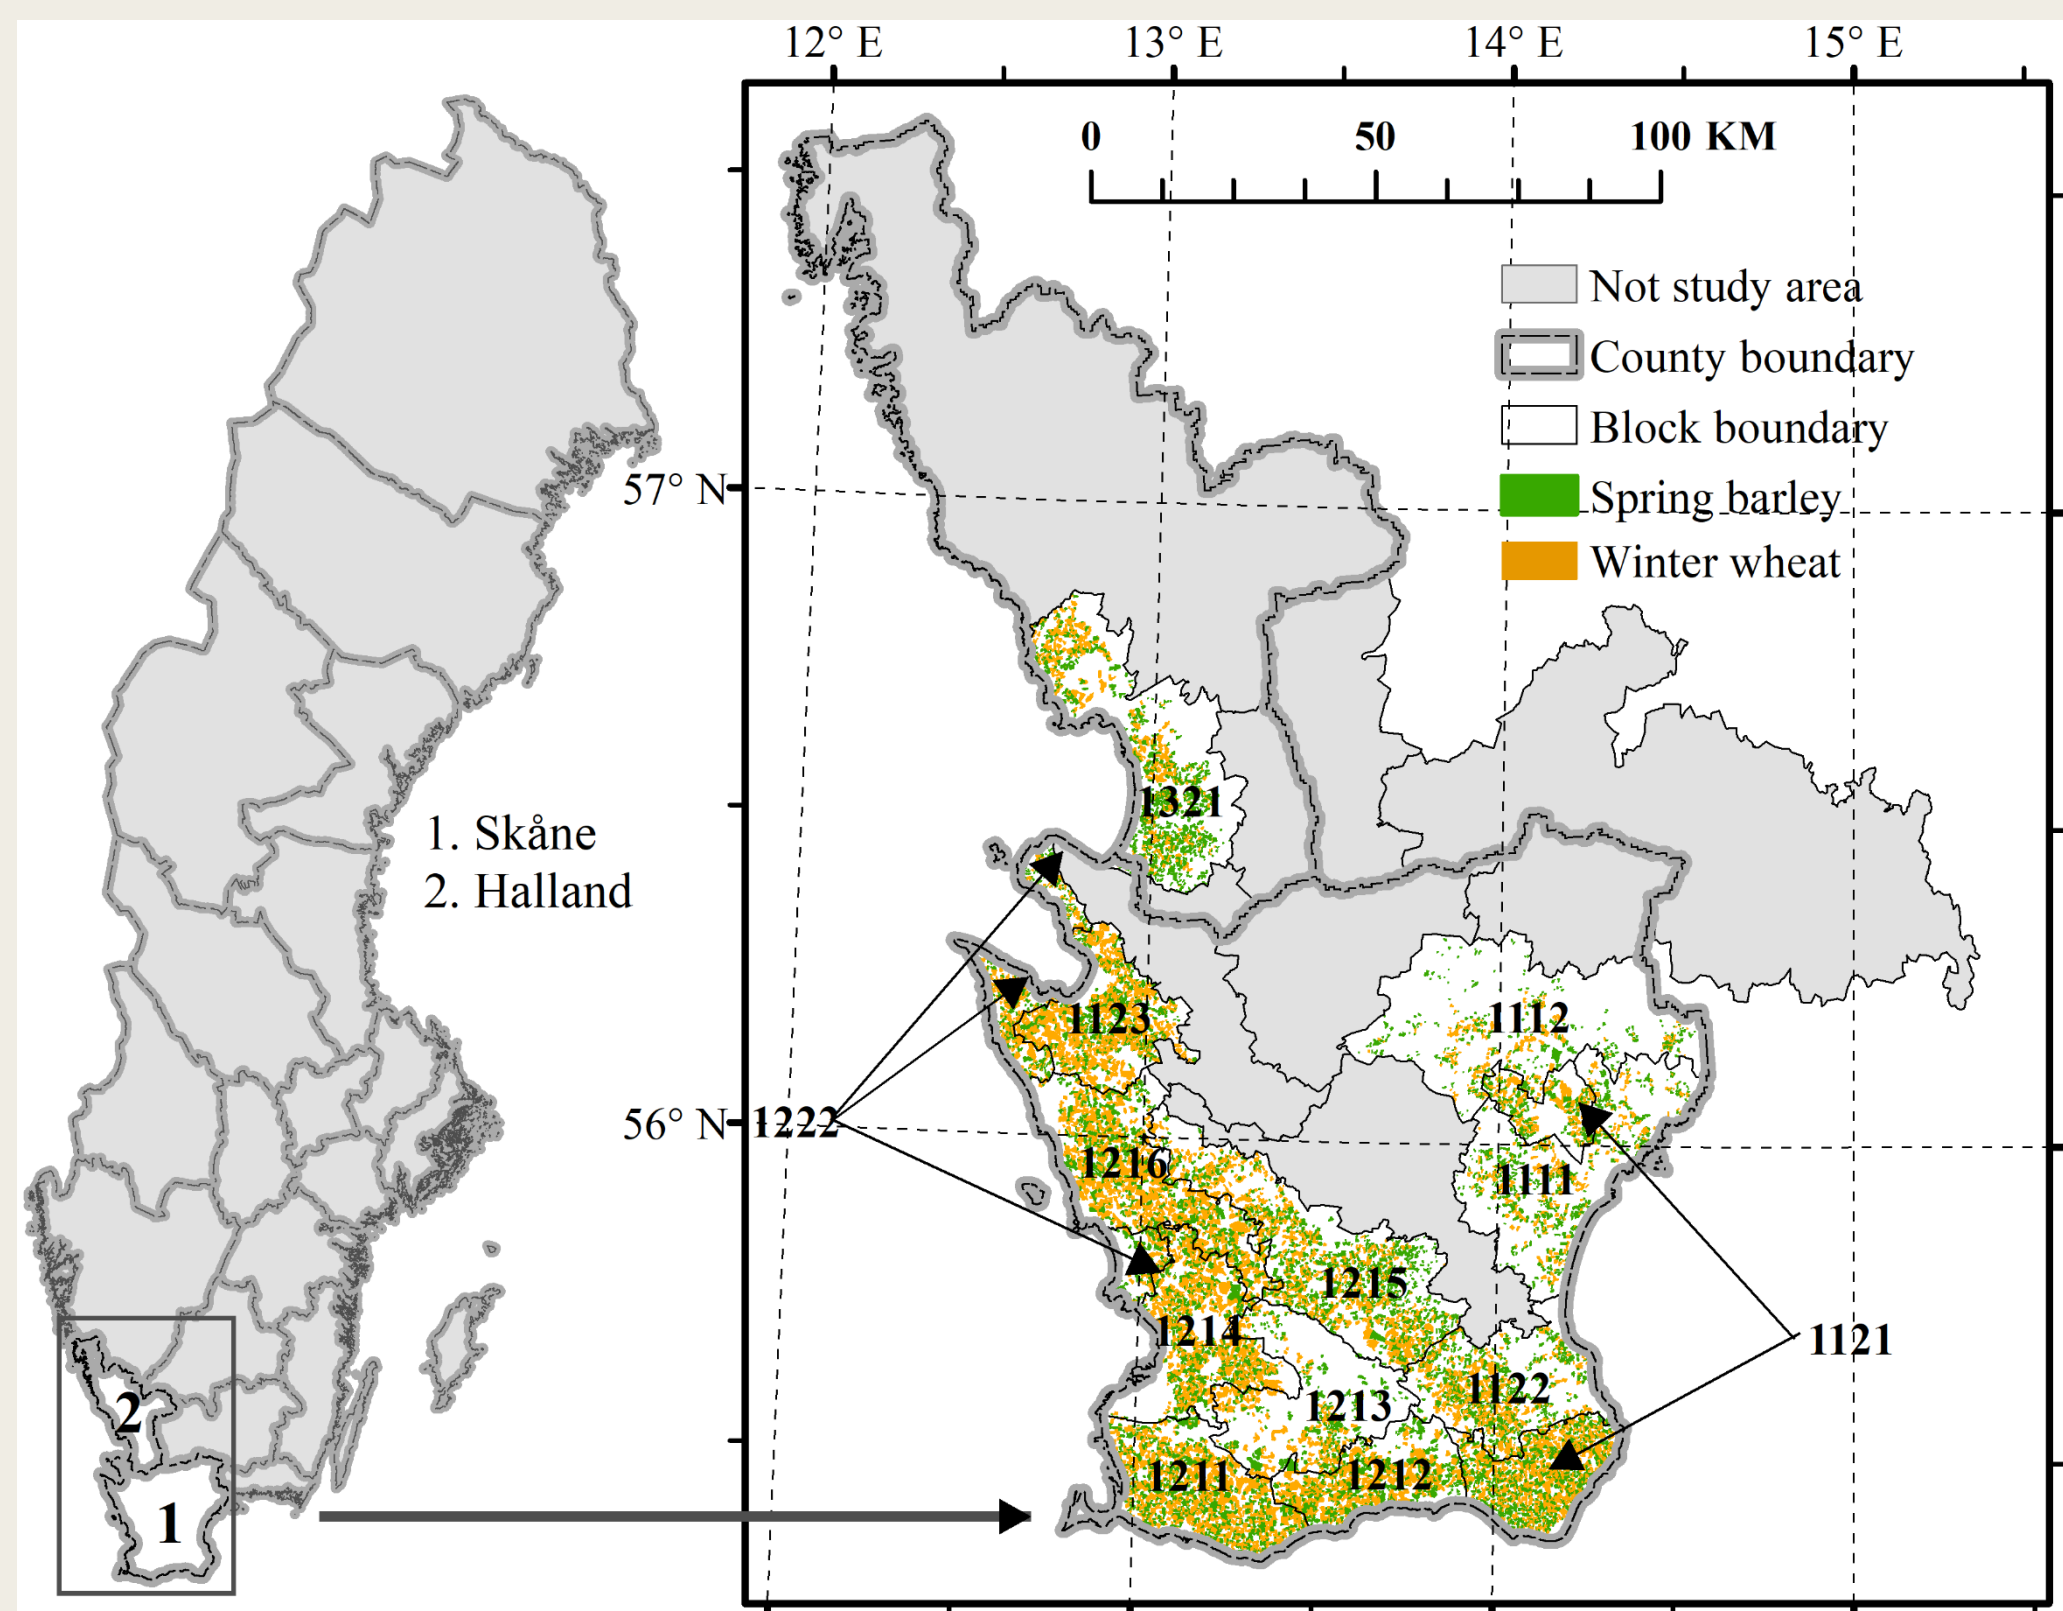 12° E 13° E 14° E 15° E
0 50 100 KM
Not study area
County boundary
57° N
Block boundary
Spring barley
Winter wheat
1. Skåne
2. Halland
1321
1123
1112
56° N
1222
1216
1111
1215
1214
1121
1213
1122
1211
1212
2
1